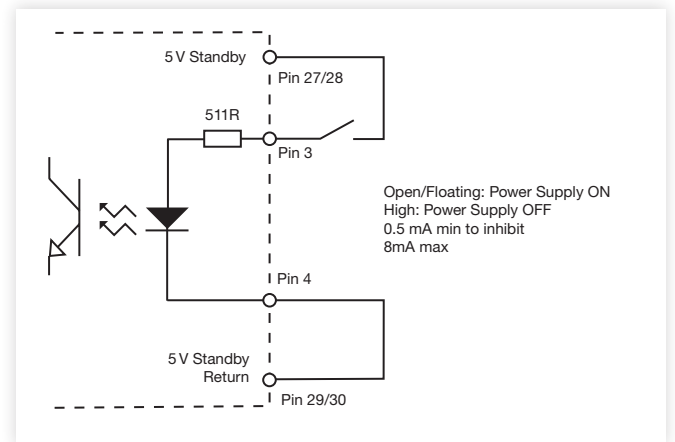 5 V Standby
Pin 27/28
511R
Pin 3
Open/Floating: Power Supply ON
High: Power Supply OFF
0.5 mA min to inhibit
8mA max
Pin 4
5 V Standby
Return
Pin 29/30